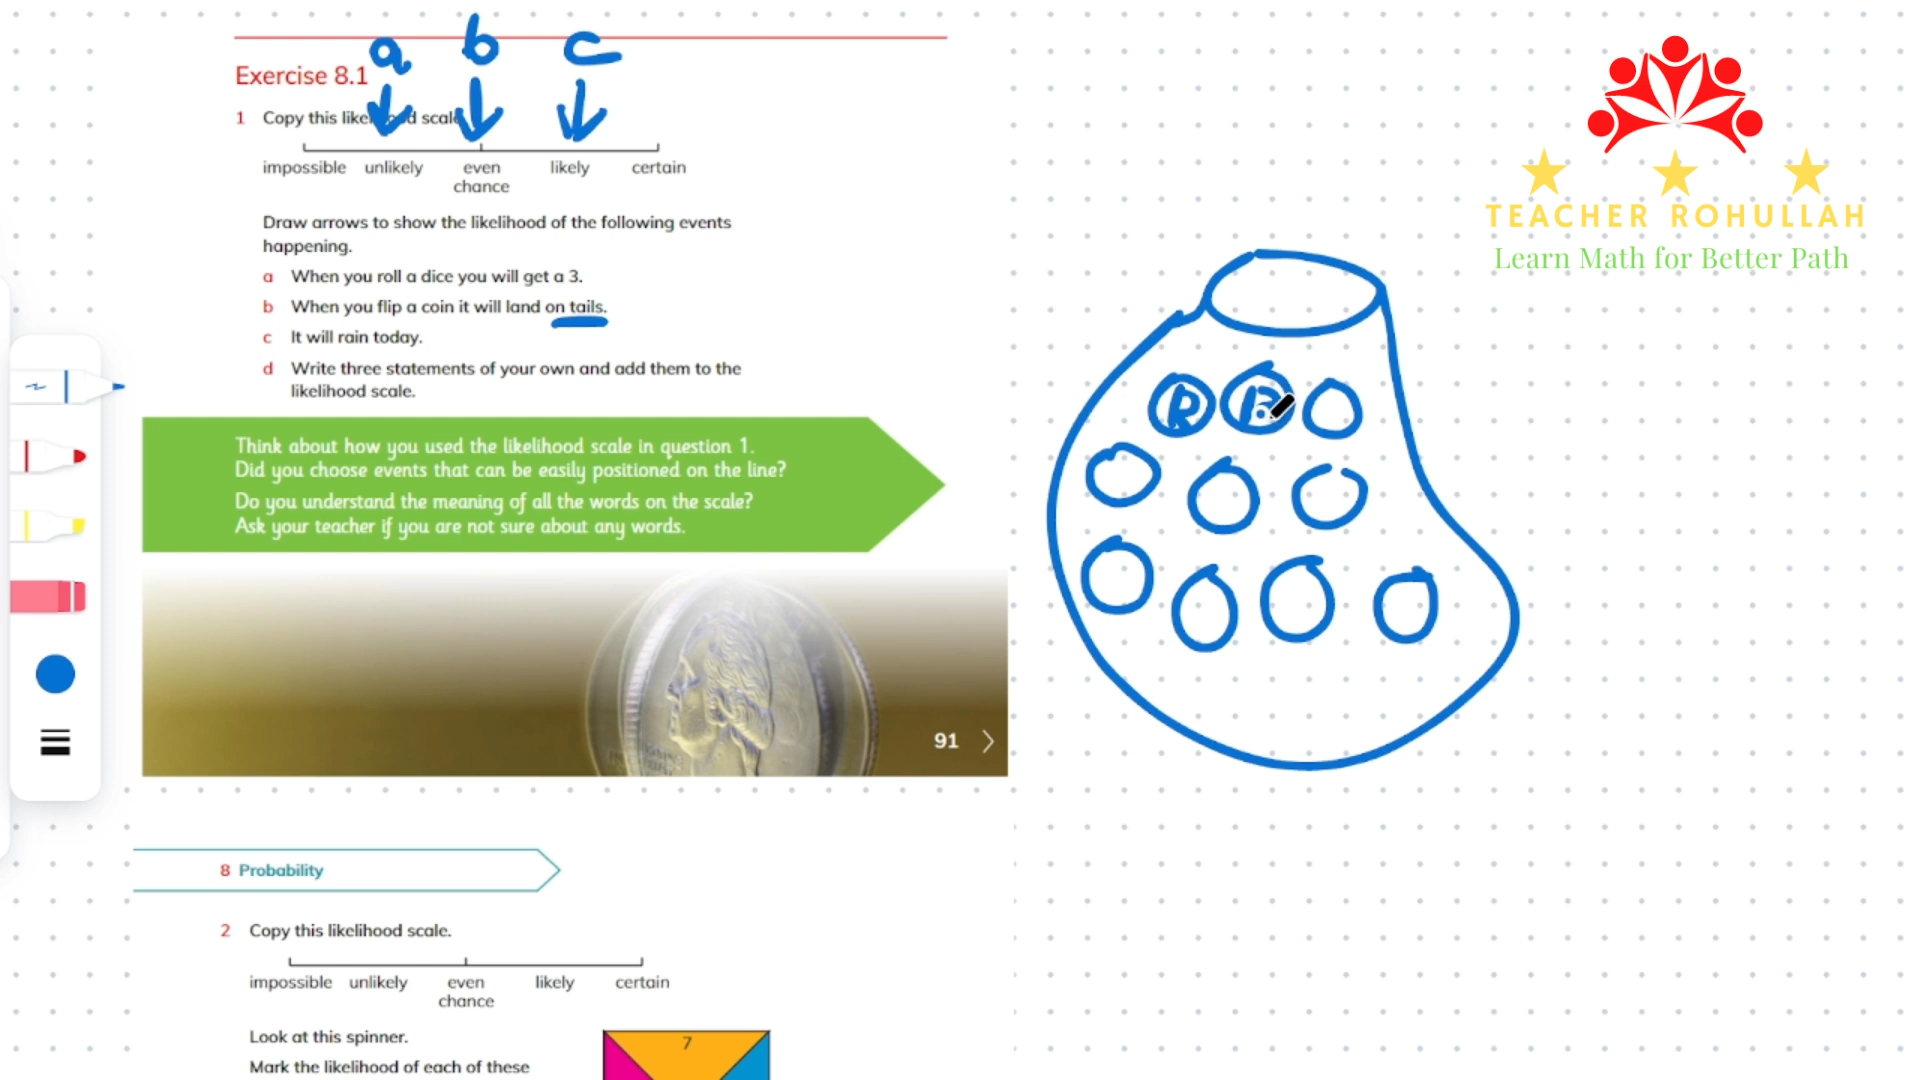 a b c
Exercise 8.1
1 Copy this likelihood scale
impossible unlikely even chance likely certain
Draw arrows to show the likelihood of the following events
happening.
a When you roll a dice you will get a 3.
b When you flip a coin it will land on tails.
c It will rain today.
d Write three statements of your own and add them to the
likelihood scale.
Think about how you used the likelihood scale in question 1.
Did you choose events that can be easily positioned on the line?
Do you understand the meaning of all the words on the scale?
Ask your teacher if you are not sure about any words.
91
8 Probability
2 Copy this likelihood scale.
impossible unlikely even chance likely certain
Look at this spinner.
Mark the likelihood of each of these
7
TEACHER ROHULLAH
Learn Math for Better Path
R